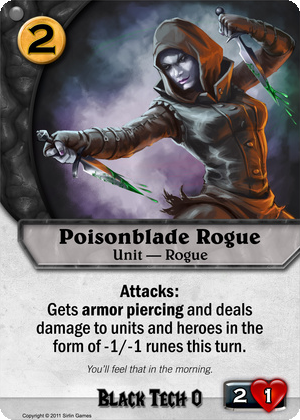 2
Poisonblade Rogue
Unit — Rogue
Attacks:
Gets armor piercing and deals
damage to units and heroes in the
form of -1/-1 runes this turn.
You'll feel that in the morning.
Copyright © 2011 Sirlin Games
Black Tech 0
2 1